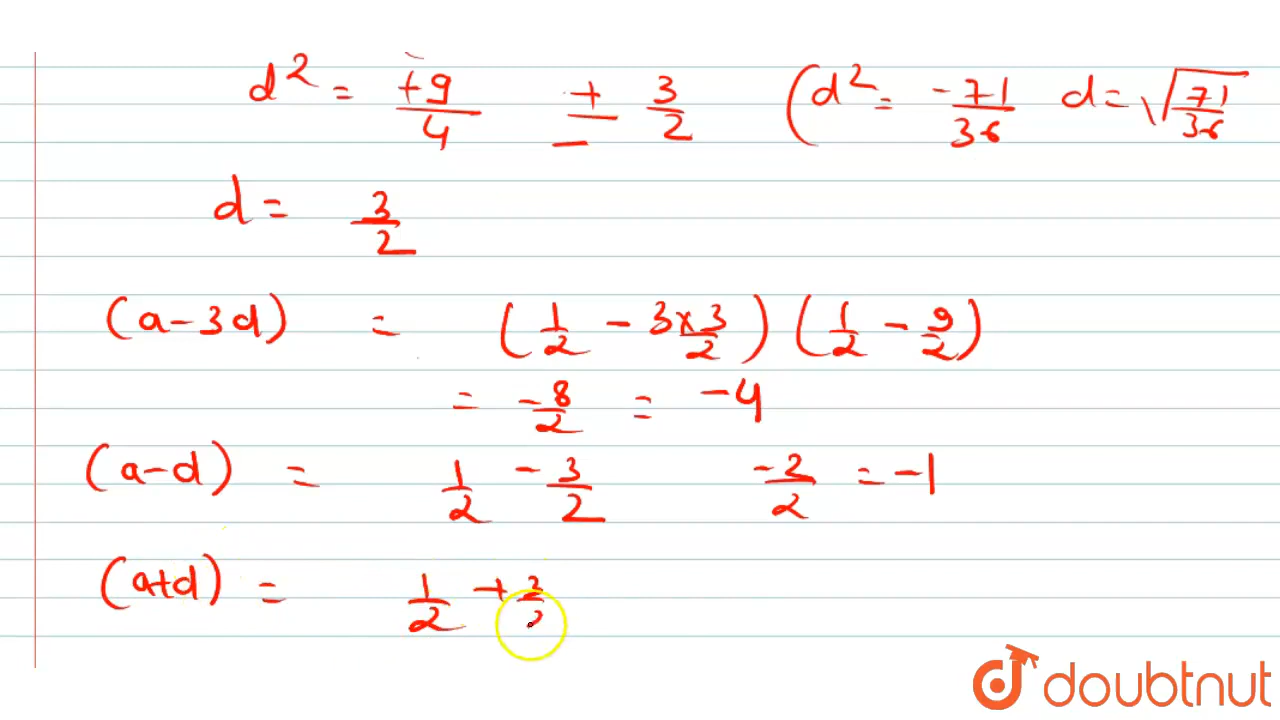 d² = +9/4 ± 3/2 (d² = -71/36 d = √71/36
d = 3/2
(a-3d) = (1/2 - 3×3/2) (1/2 - 9/2)
= -8/2 = -4
(a-d) = 1/2 - 3/2 -2/2 = -1
(a+d) = 1/2 +
doubtnut